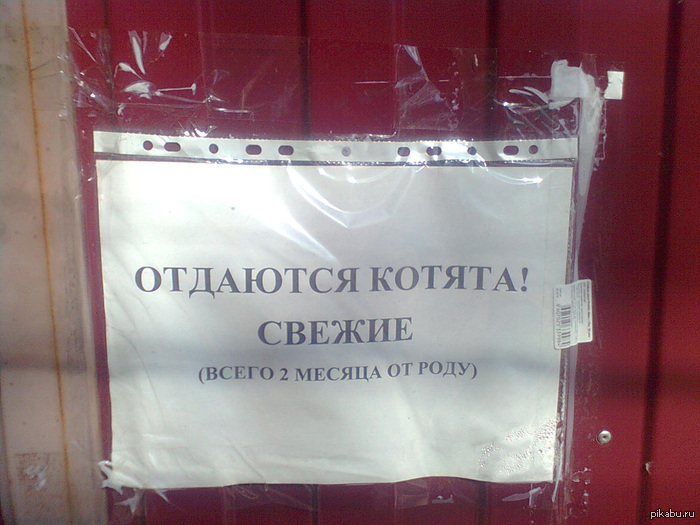 ОТДАЮТСЯ КОТЯТА!
СВЕЖИЕ
(ВСЕГО 2 МЕСЯЦА ОТ РОДУ)
pikabu.ru